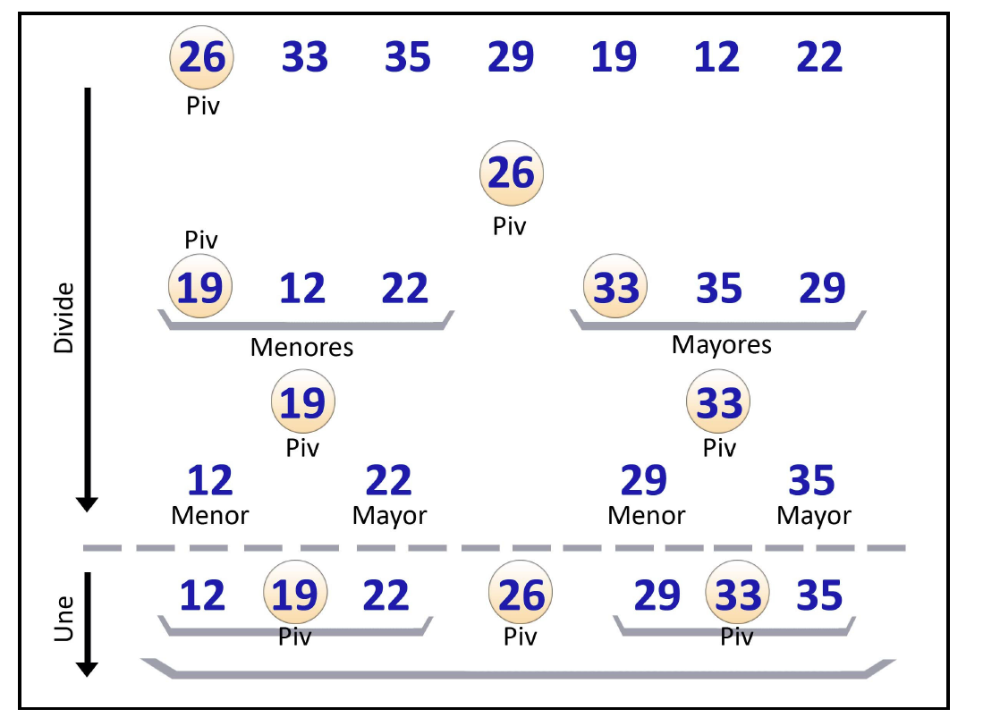 26 33 35 29 19 12 22
Piv
26
Piv
Piv
19 12 22 33 35 29
Menores Mayores
19 33
Piv Piv
12 22 29 35
Menor Mayor Menor Mayor
Divide
12 19 22 26 29 33 35
Piv Piv Piv
Une